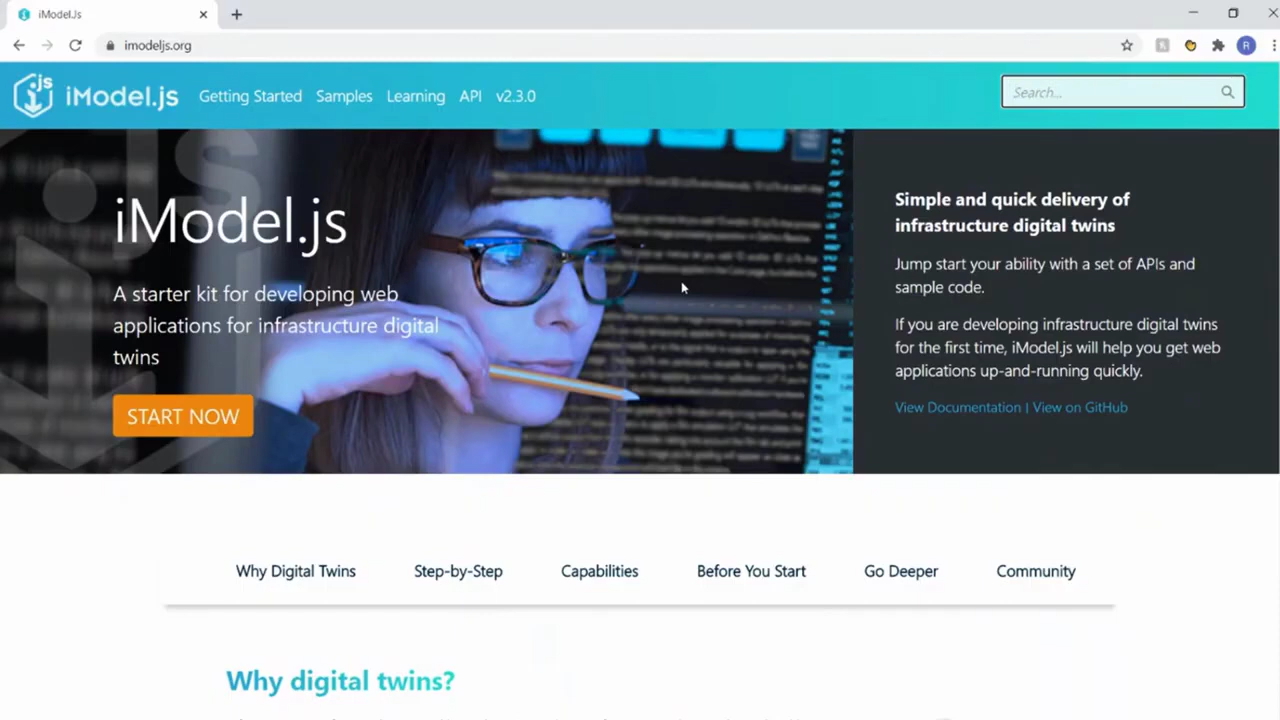 iModelJs
imodeljs.org
R
js
iModel.js
Getting Started
Samples
Learning
API
v2.3.0
Search...
iModel.js
A starter kit for developing web
applications for infrastructure digital
twins
START NOW
Simple and quick delivery of
infrastructure digital twins
Jump start your ability with a set of APIs and
sample code.
If you are developing infrastructure digital twins
for the first time, iModel.js will help you get web
applications up-and-running quickly.
View Documentation | View on GitHub
Why Digital Twins
Step-by-Step
Capabilities
Before You Start
Go Deeper
Community
Why digital twins?